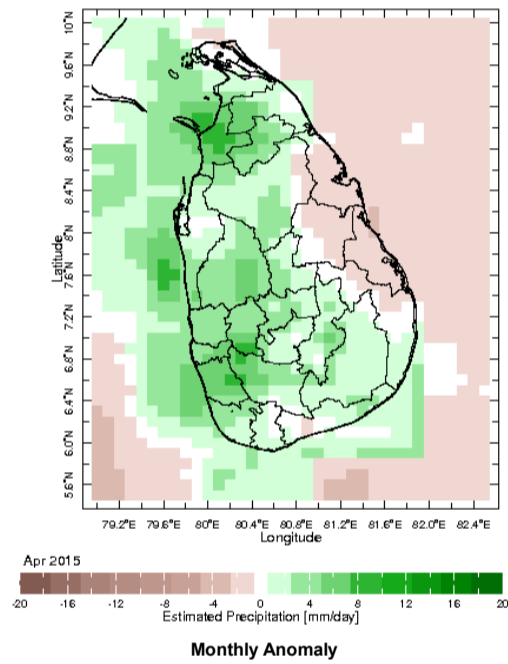 10°N
9.6°N
9.2°N
8.8°N
8.4°N
8°N
7.6°N
7.2°N
6.8°N
6.4°N
6.0°N
5.6°N
Latitude
79.2°E 79.6°E 80°E 80.4°E 80.8°E 81.2°E 81.6°E 82.0°E 82.4°E
Longitude
Apr 2015
-20 -16 -12 -8 -4 0 4 8 12 16 20
Estimated Precipitation [mm/day]
Monthly Anomaly